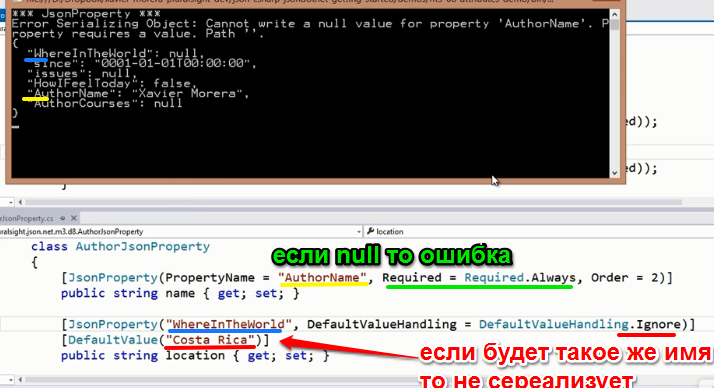 *** JsonProperty ***
Error Serializing Object: Cannot write a null value for property 'AuthorName'. P
roperty requires a value. Path ''.
{
"WhereInTheWorld": null,
"since": "0001-01-01T00:00:00",
"issues": null,
"HowIFeelToday": false,
"AuthorName": "Xavier Morera",
"AuthorCourses": null
}
ed));
ed));
}
JsonProperty.cs
ralsight.json.net.m3.d8.AuthorJsonProperty
location
class AuthorJsonProperty
если null то ошибка
{
[JsonProperty(PropertyName = "AuthorName", Required = Required.Always, Order = 2)]
public string name { get; set; }
[JsonProperty("WhereInTheWorld", DefaultValueHandling = DefaultValueHandling.Ignore)]
[DefaultValue("Costa Rica")]
public string location { get; set; }
если будет такое же имя
то не сереализует